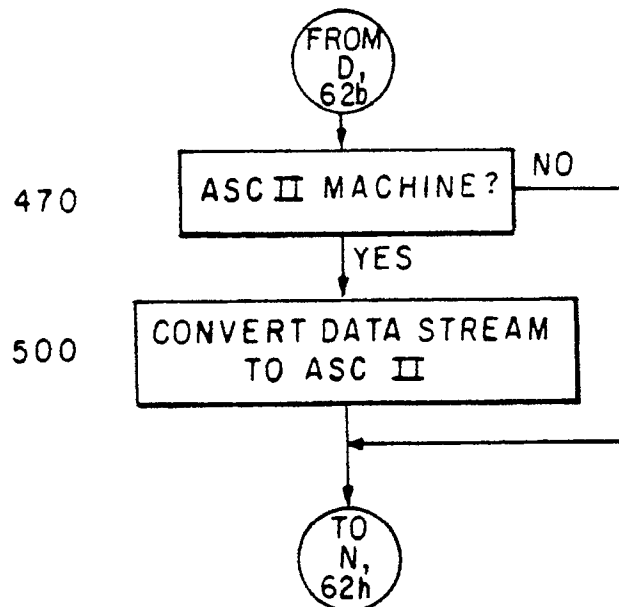 FROM
D,
62b
470
ASC II MACHINE?
NO
YES
500
CONVERT DATA STREAM
TO ASC II
TO
N,
62h